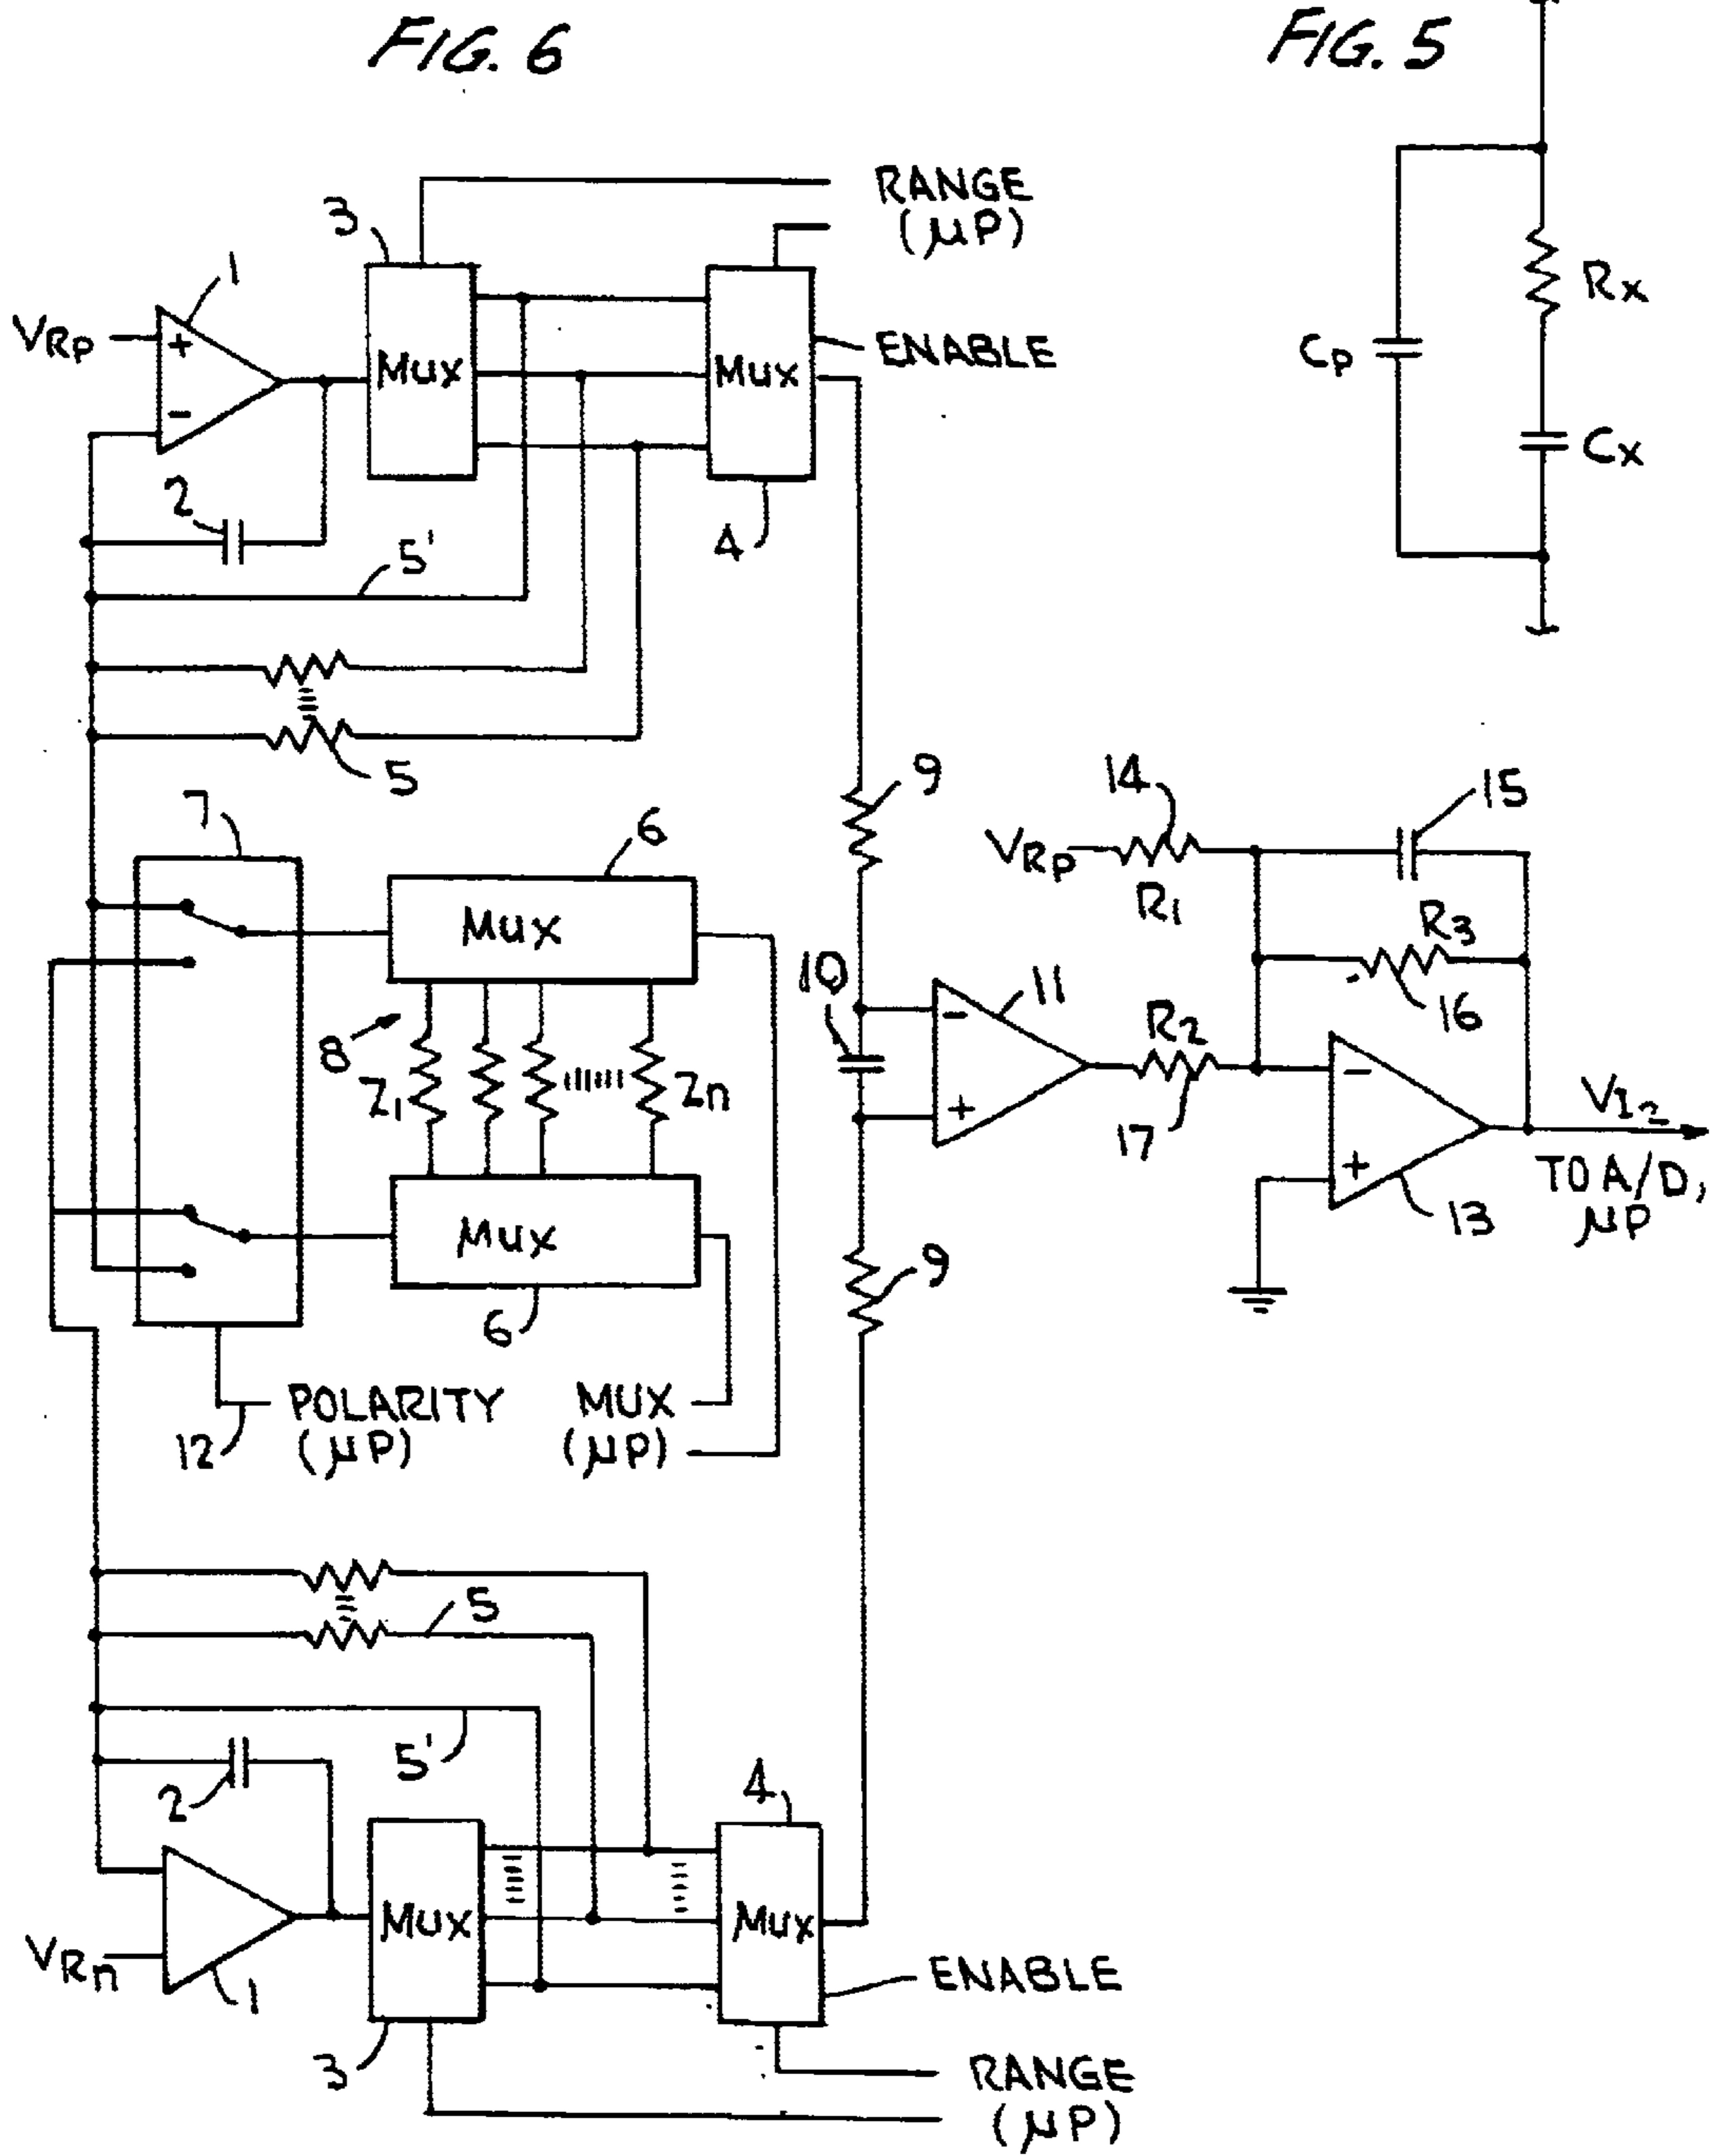 FIG. 6
FIG. 5
RANGE
(μP)
3
1
VRp
+
-
Mux
Mux
ENABLE
Rx
Cp
Cx
2
4
5'
5
9
7
6
14
15
VRp
R1
Mux
R3
10
11
16
8
Z1
Zn
-
+
R2
17
-
+
13
VI2
TO A/D,
μP
Mux
6
9
POLARITY
(μP)
12
MUX
(μP)
5
5'
2
4
Mux
Mux
VRn
1
ENABLE
3
RANGE
(μP)